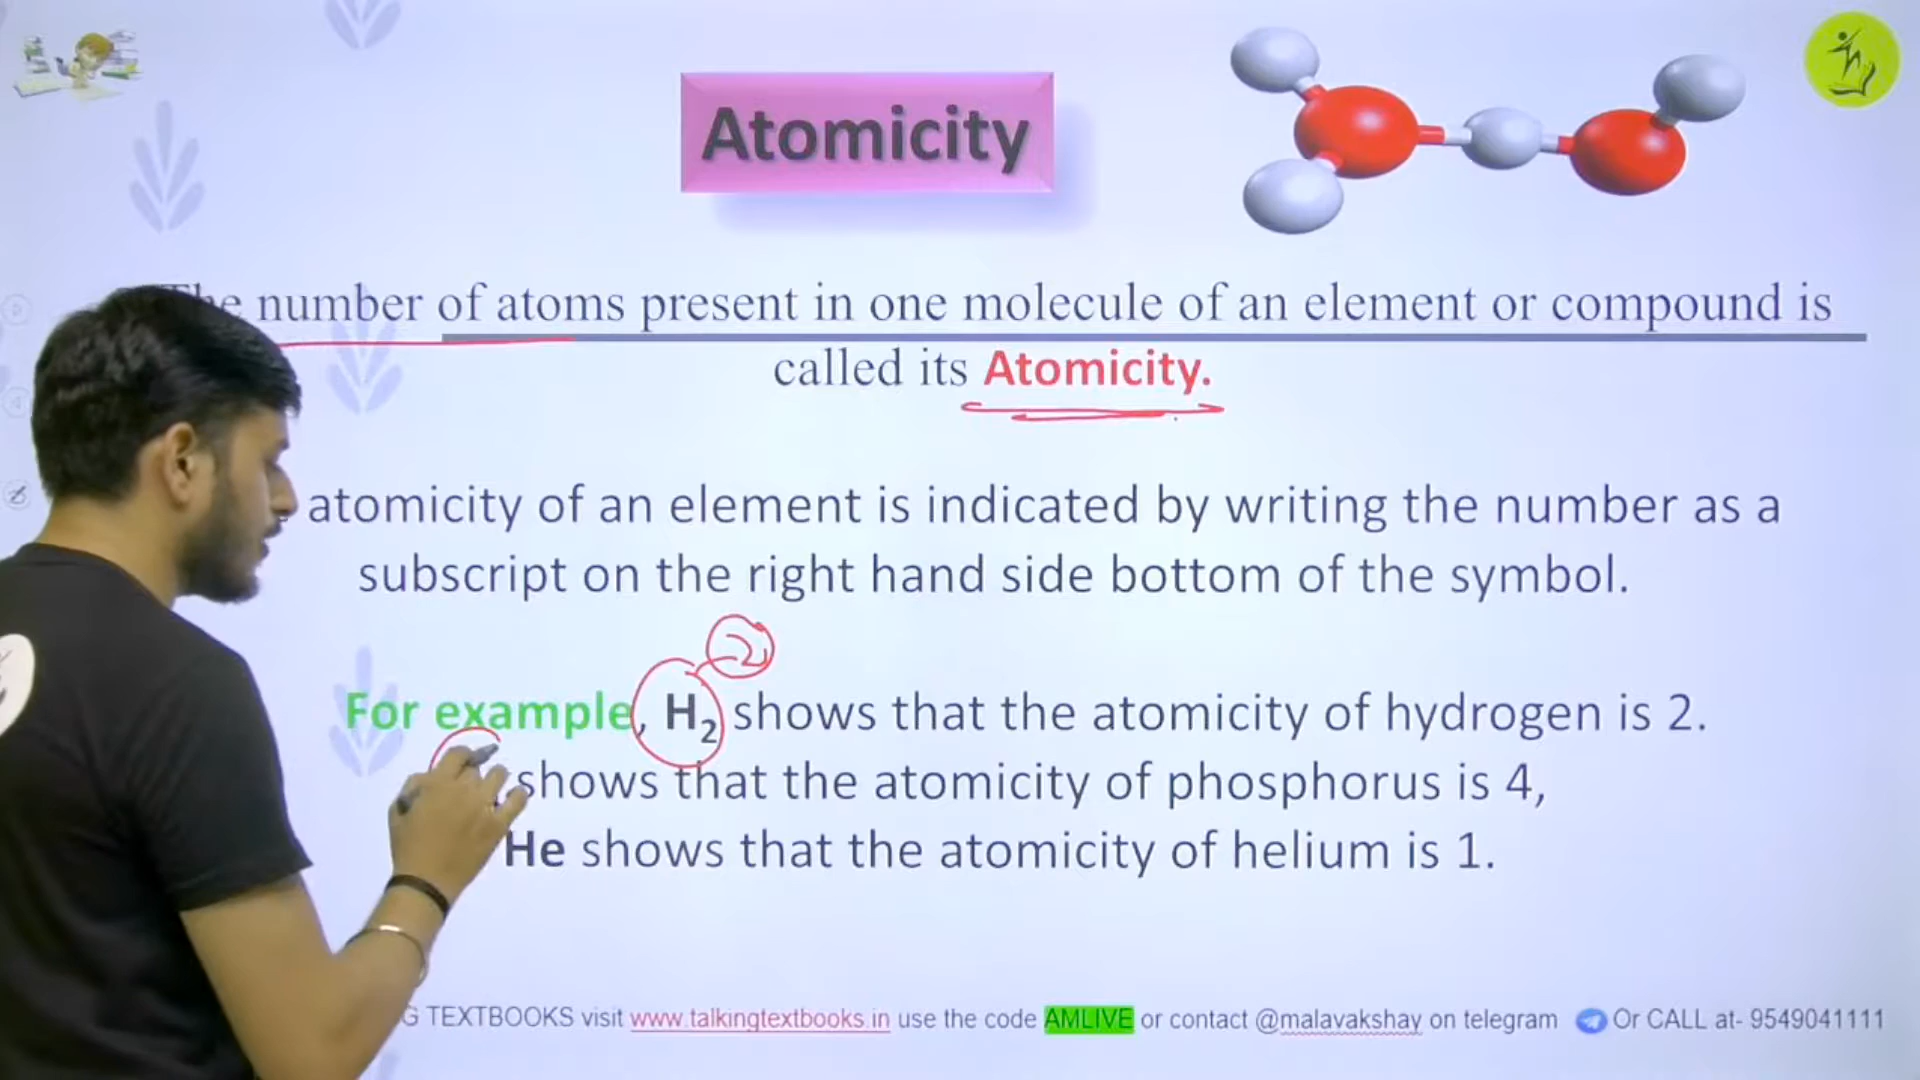 Atomicity
The number of atoms present in one molecule of an element or compound is
called its Atomicity.
atomicity of an element is indicated by writing the number as a
subscript on the right hand side bottom of the symbol.
2
For example, H₂ shows that the atomicity of hydrogen is 2.
shows that the atomicity of phosphorus is 4,
He shows that the atomicity of helium is 1.
G TEXTBOOKS visit www.talkingtextbooks.in use the code AMLIVE or contact @malavakshay on telegram Or CALL at- 9549041111